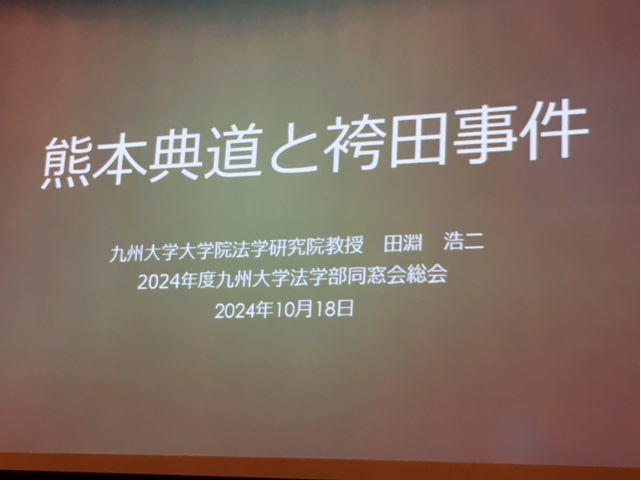 熊本典道と袴田事件
九州大学大学院法学研究院教授　田淵　浩二
2024年度九州大学法学部同窓会総会
2024年10月18日